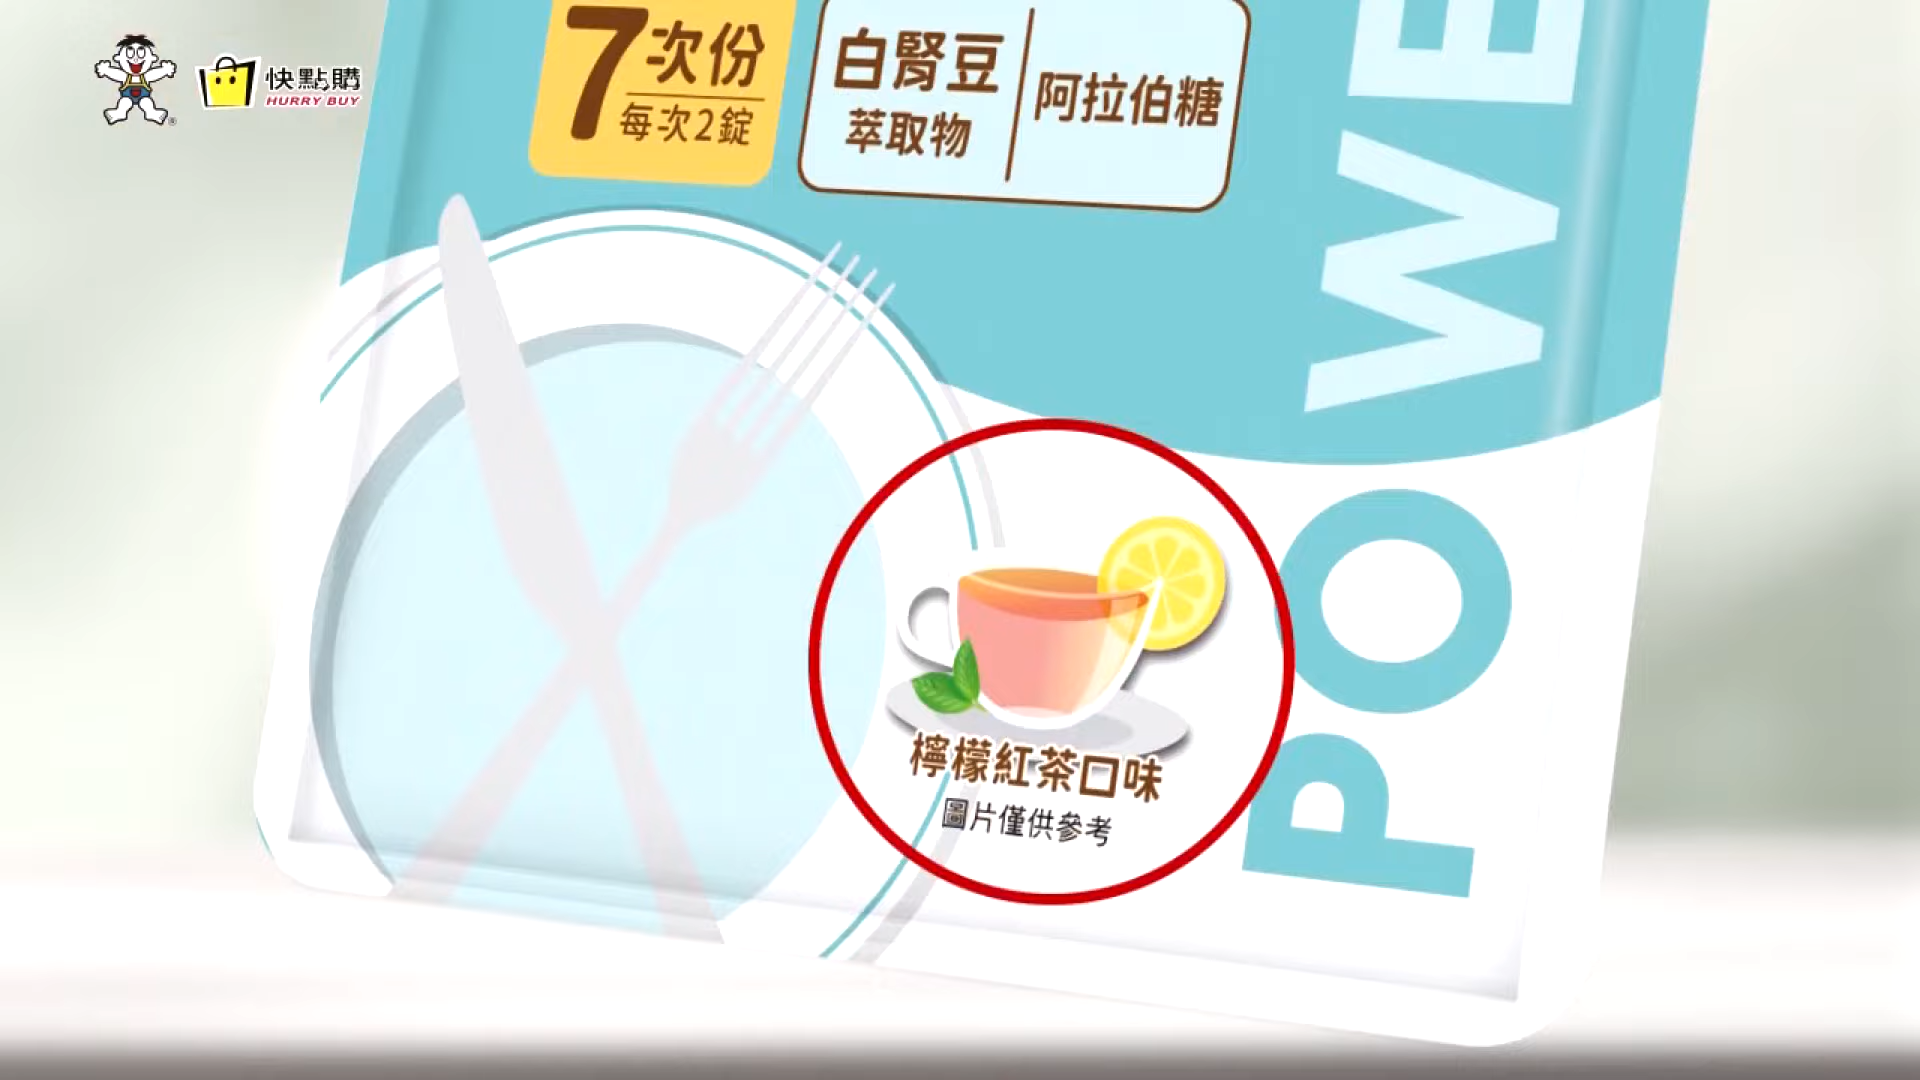 快點購
HURRY BUY
7次份
每次2錠
白腎豆
萃取物
阿拉伯糖
POWE
檸檬紅茶口味
圖片僅供參考